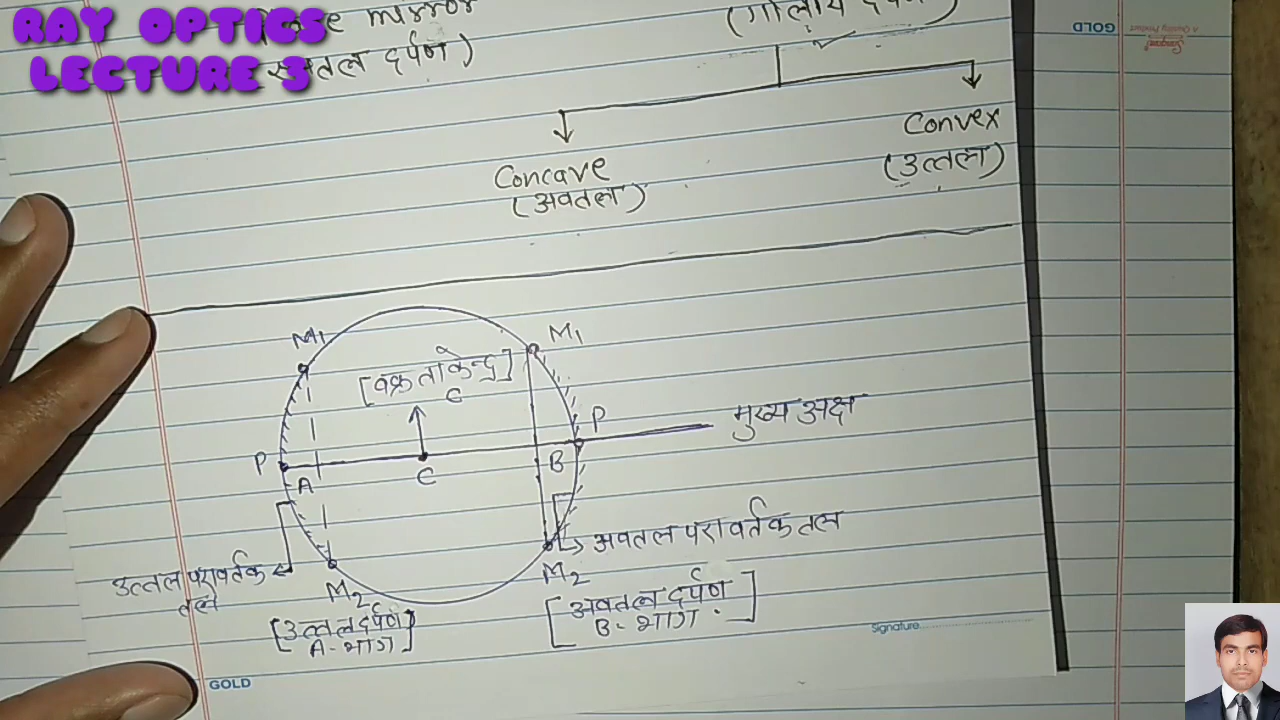 RAY OPTICS
LECTURE 3
mirror
दर्पण)
(गोलीय दर्पण)
GOLD
Concave
(अवतल)
Convex
(उत्तल)
M1
M1
[वक्रता केन्द्र]
C
P
मुख्य अक्ष
P
A
C
B
अवतल परावर्तक तल
उत्तल परावर्तक
तल
M2
M2
[उत्तल दर्पण
A-भाग]
[अवतल दर्पण
B-भाग]
Signature
GOLD